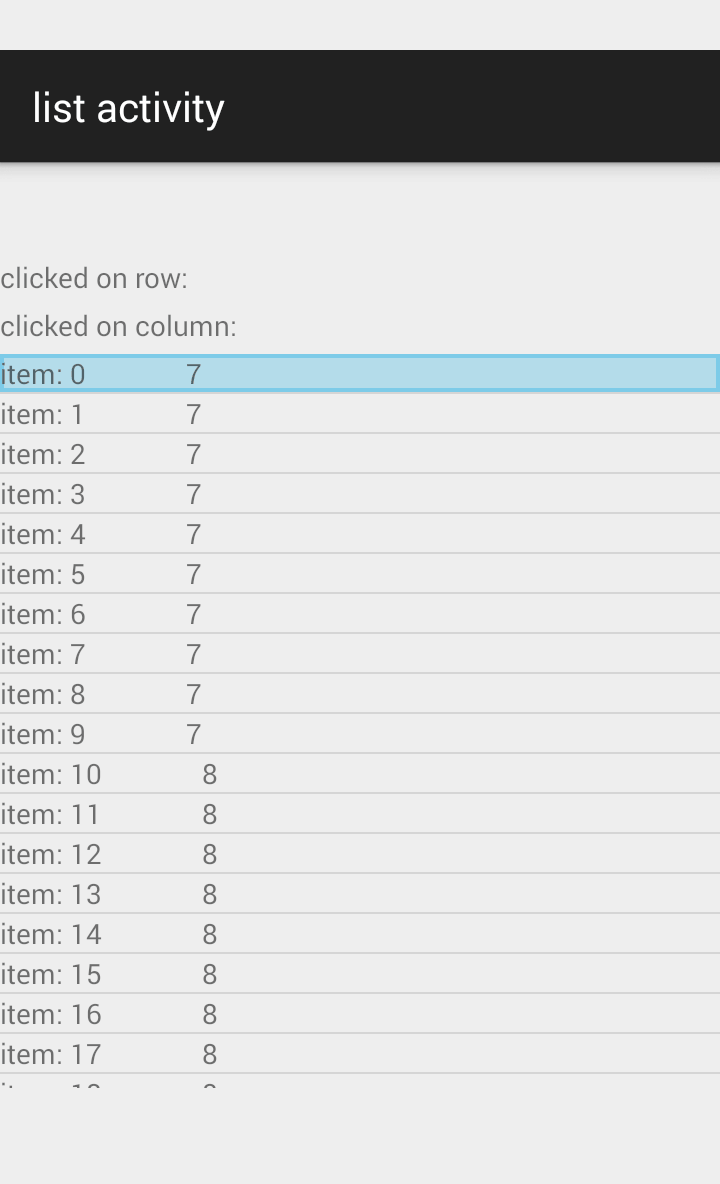 list activity
clicked on row:
clicked on column:
item: 0 7
item: 1 7
item: 2 7
item: 3 7
item: 4 7
item: 5 7
item: 6 7
item: 7 7
item: 8 7
item: 9 7
item: 10 8
item: 11 8
item: 12 8
item: 13 8
item: 14 8
item: 15 8
item: 16 8
item: 17 8